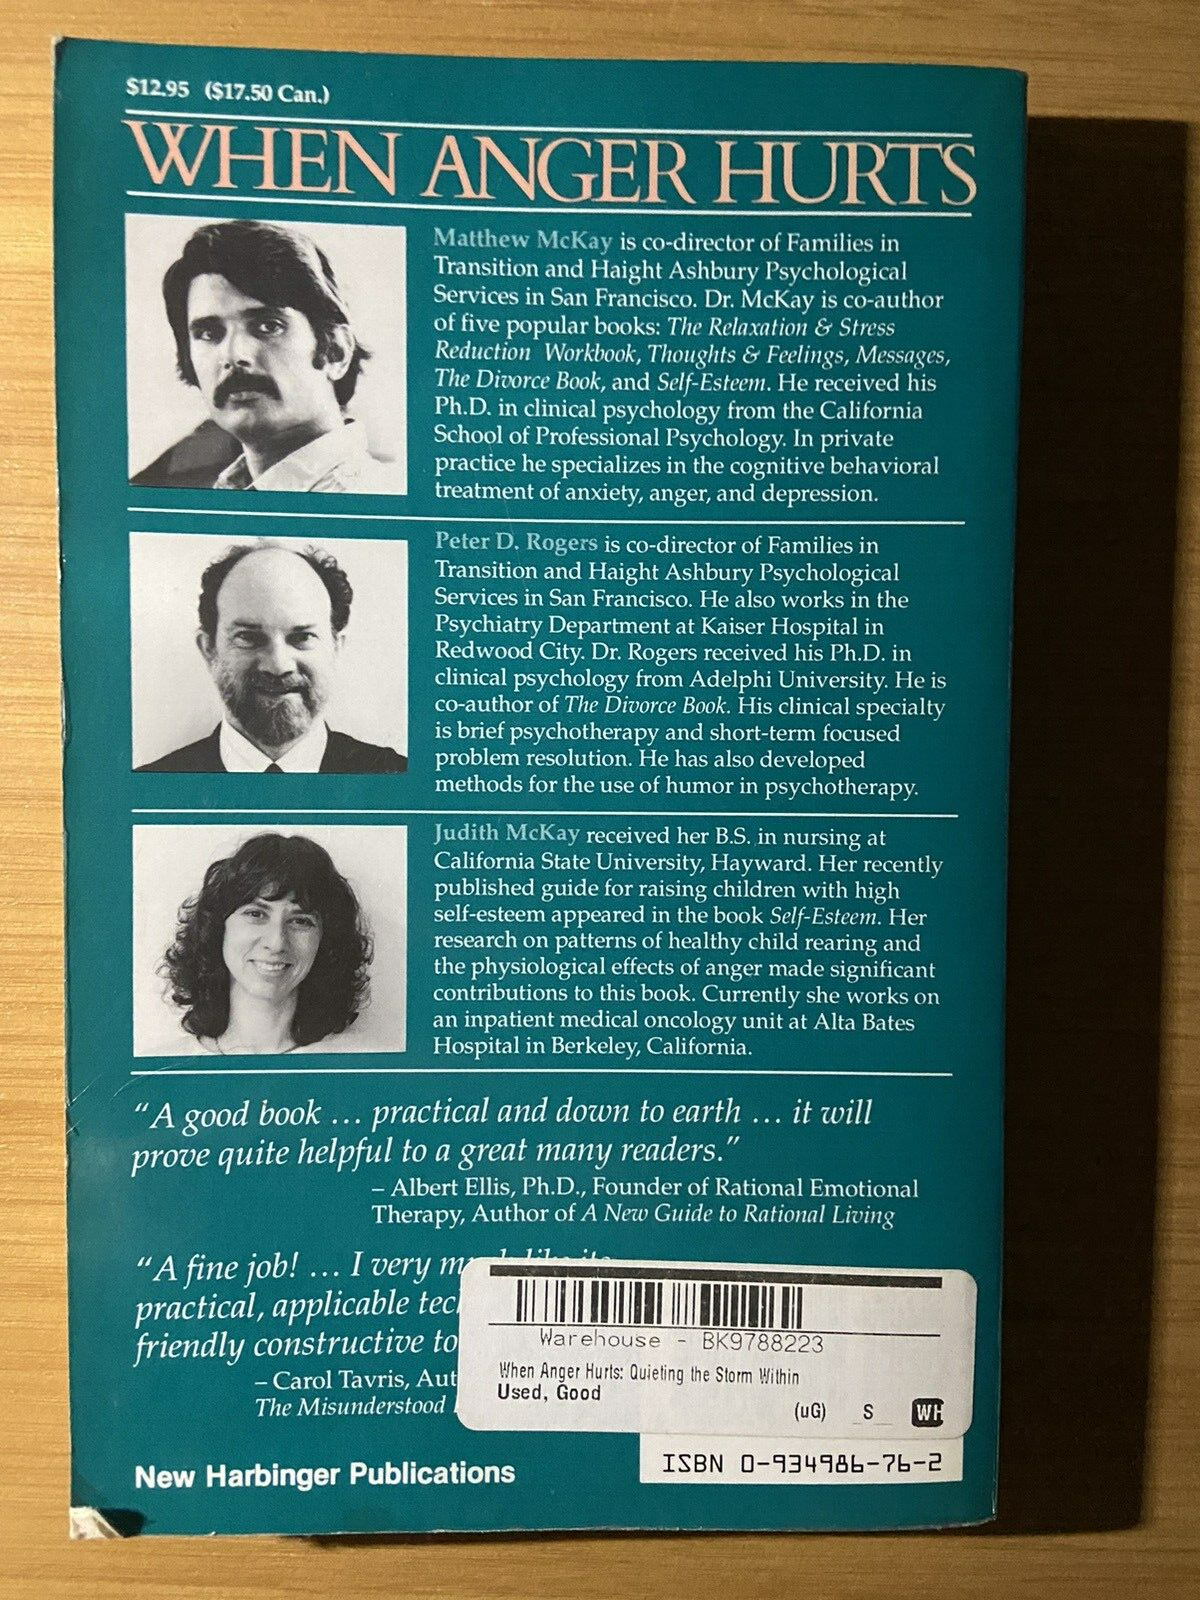 $12.95 ($17.50 Can.)
WHEN ANGER HURTS
Matthew McKay is co-director of Families in
Transition and Haight Ashbury Psychological
Services in San Francisco. Dr. McKay is co-author
of five popular books: The Relaxation & Stress
Reduction Workbook, Thoughts & Feelings, Messages,
The Divorce Book, and Self-Esteem. He received his
Ph.D. in clinical psychology from the California
School of Professional Psychology. In private
practice he specializes in the cognitive behavioral
treatment of anxiety, anger, and depression.
Peter D. Rogers is co-director of Families in
Transition and Haight Ashbury Psychological
Services in San Francisco. He also works in the
Psychiatry Department at Kaiser Hospital in
Redwood City. Dr. Rogers received his Ph.D. in
clinical psychology from Adelphi University. He is
co-author of The Divorce Book. His clinical specialty
is brief psychotherapy and short-term focused
problem resolution. He has also developed
methods for the use of humor in psychotherapy.
Judith McKay received her B.S. in nursing at
California State University, Hayward. Her recently
published guide for raising children with high
self-esteem appeared in the book Self-Esteem. Her
research on patterns of healthy child rearing and
the physiological effects of anger made significant
contributions to this book. Currently she works on
an inpatient medical oncology unit at Alta Bates
Hospital in Berkeley, California.
"A good book ... practical and down to earth ... it will
prove quite helpful to a great many readers."
– Albert Ellis, Ph.D., Founder of Rational Emotional
Therapy, Author of A New Guide to Rational Living
"A fine job! ... I very
practical, applicable
friendly constructive to
– Carol Tavris,
The Misunderstood
Warehouse - BK9788223
When Anger Hurts: Quieting the Storm Within
Used, Good
(uG) S WH
New Harbinger Publications
ISBN 0-934986-76-2